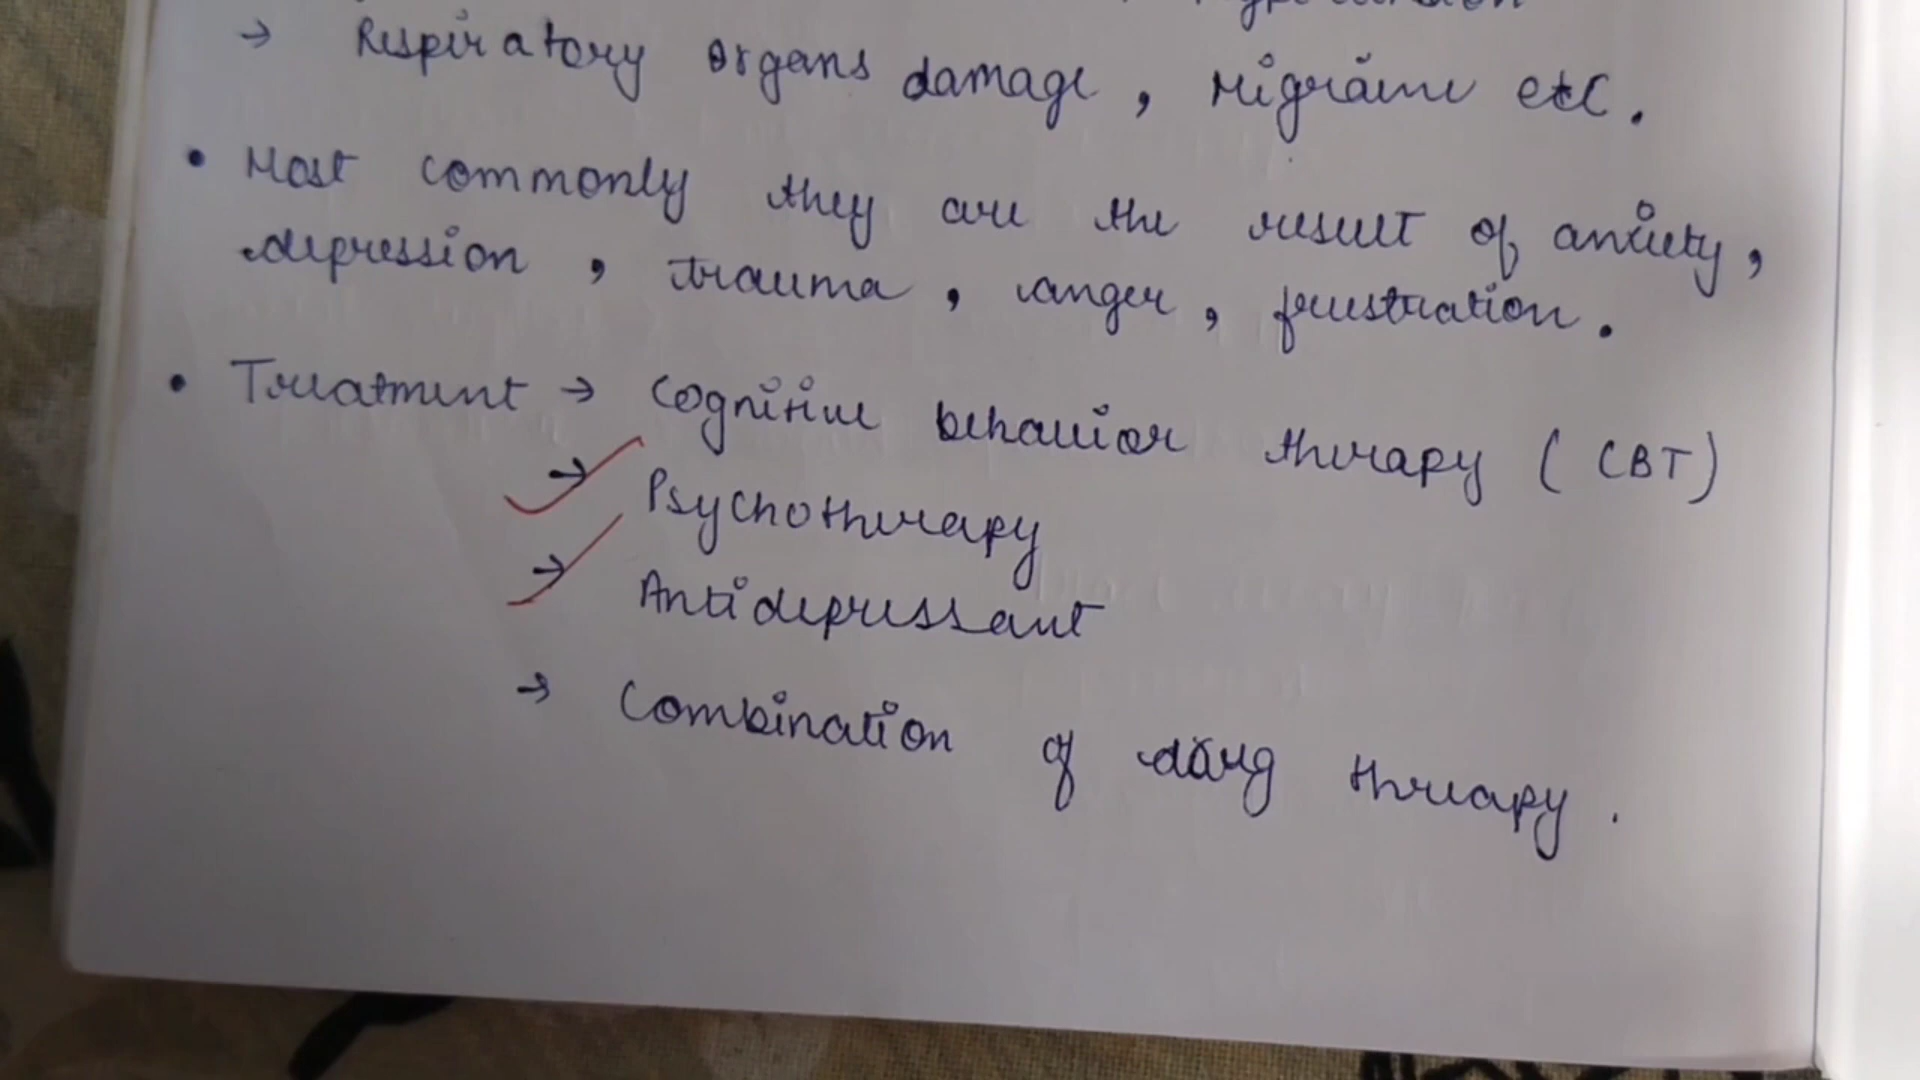 → Respiratory organs damage, Migraine etc.
• Most commonly they are the result of anxiety,
depression, trauma, anger, frustration.
• Treatment → Cognitive behavior therapy (CBT)
→ Psychotherapy
→ Antidepressant
→ Combination of drug therapy.